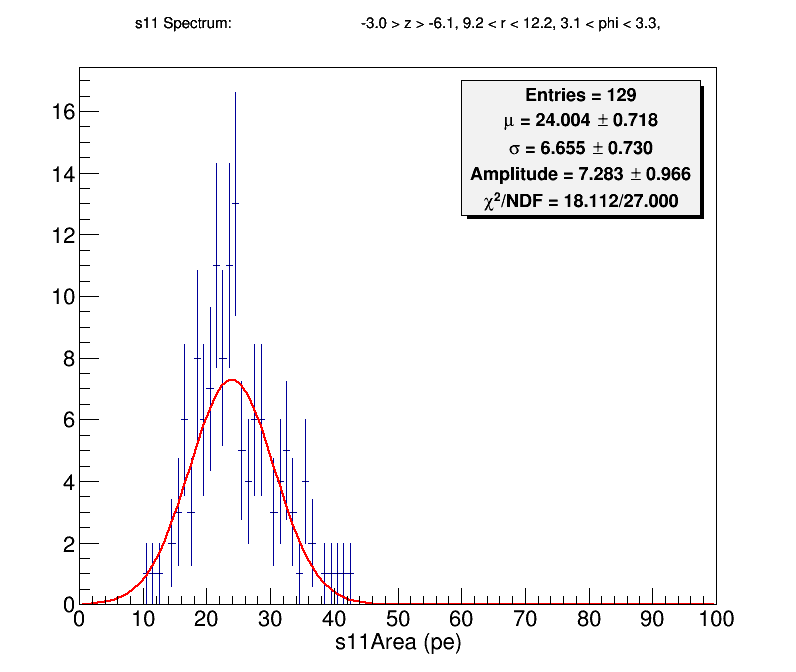 s11 Spectrum: -3.0 > z > -6.1, 9.2 < r < 12.2, 3.1 < phi < 3.3,
Entries = 129
μ = 24.004 ± 0.718
σ = 6.655 ± 0.730
Amplitude = 7.283 ± 0.966
χ²/NDF = 18.112/27.000
16
14
12
10
8
6
4
2
0
0 10 20 30 40 50 60 70 80 90 100
s11Area (pe)